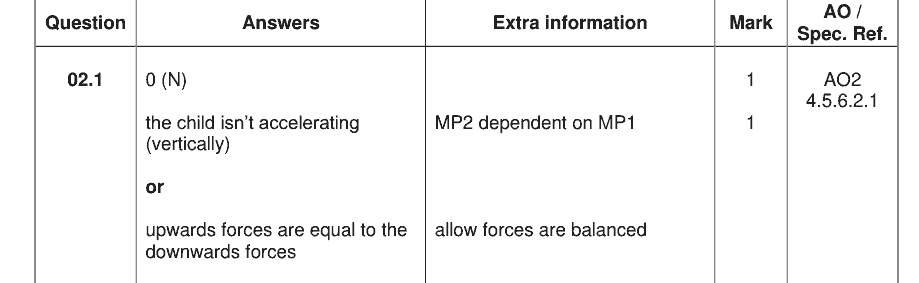 Question Answers Extra information Mark AO /
Spec. Ref.
02.1 0 (N) 1 AO2
4.5.6.2.1
the child isn't accelerating MP2 dependent on MP1 1
(vertically)
or
upwards forces are equal to the allow forces are balanced
downwards forces